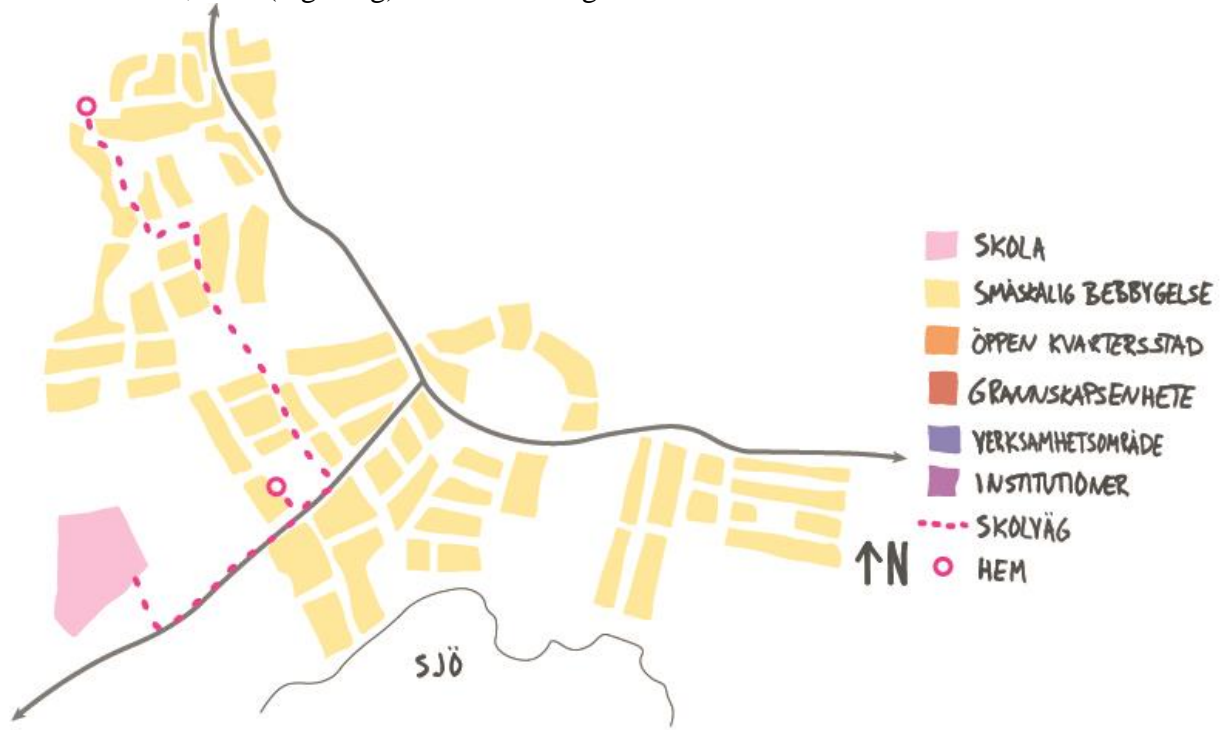 SKOLA
SMÅSKALIG BEBBYGELSE
ÖPPEN KVARTERSSTAD
GRANNSKAPSENHETE
VERKSAMHETSOMRÅDE
INSTITUTIONER
SKOLVÄG
N
HEM
SJÖ